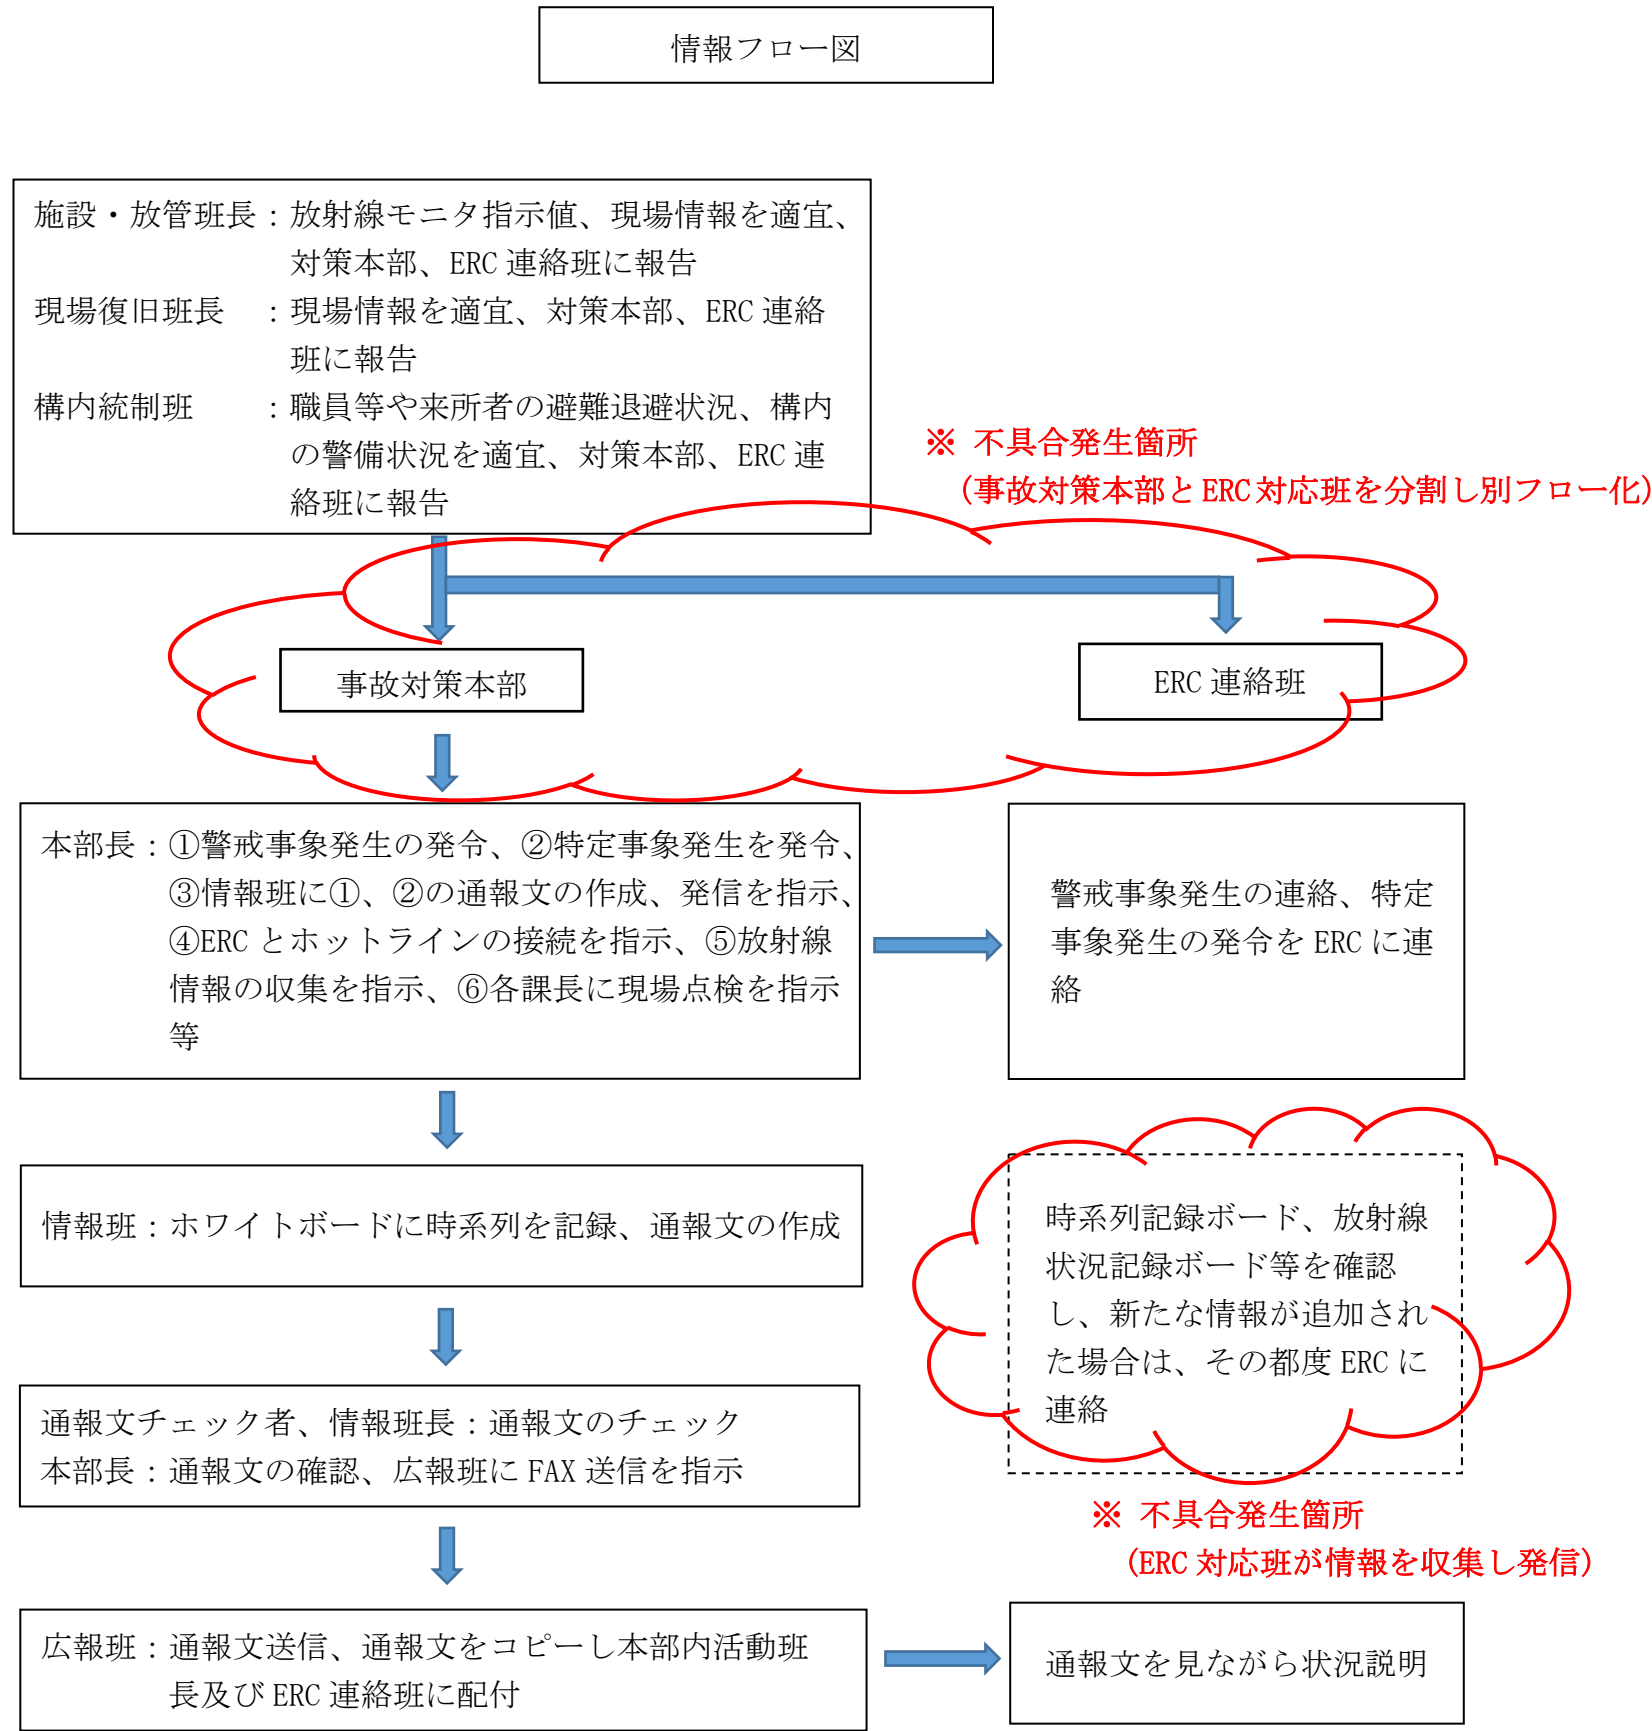 情報フロー図
施設・放管班長：放射線モニタ指示値、現場情報を適宜、
対策本部、ERC 連絡班に報告
現場復旧班長　：現場情報を適宜、対策本部、ERC 連絡
班に報告
構内統制班　　：職員等や来所者の避難退避状況、構内
の警備状況を適宜、対策本部、ERC 連
絡班に報告
※ 不具合発生箇所
（事故対策本部と ERC 対応班を分割し別フロー化）
事故対策本部
ERC 連絡班
本部長：①警戒事象発生の発令、②特定事象発生を発令、
③情報班に①、②の通報文の作成、発信を指示、
④ERC とホットラインの接続を指示、⑤放射線
情報の収集を指示、⑥各課長に現場点検を指示
等
警戒事象発生の連絡、特定
事象発生の発令を ERC に連
絡
情報班：ホワイトボードに時系列を記録、通報文の作成
時系列記録ボード、放射線
状況記録ボード等を確認
し、新たな情報が追加され
た場合は、その都度 ERC に
連絡
通報文チェック者、情報班長：通報文のチェック
本部長：通報文の確認、広報班に FAX 送信を指示
※ 不具合発生箇所
（ERC 対応班が情報を収集し発信）
広報班：通報文送信、通報文をコピーし本部内活動班
長及び ERC 連絡班に配付
通報文を見ながら状況説明